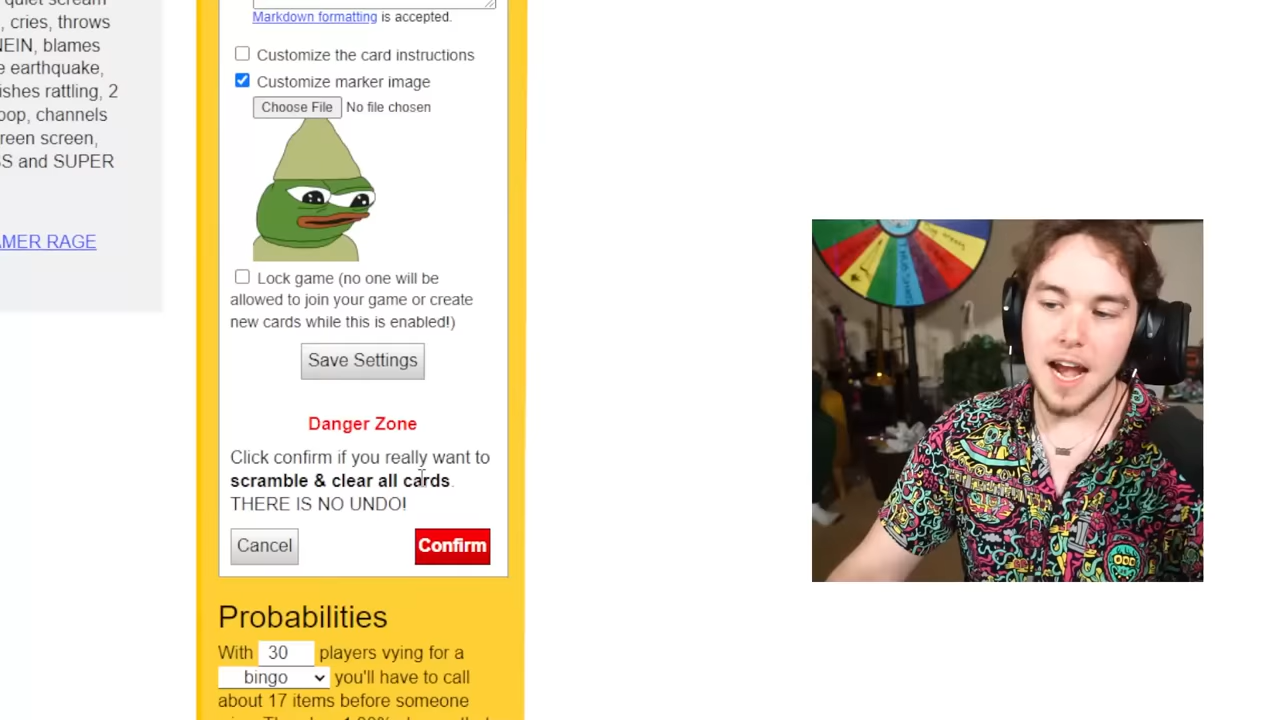 quiet scream
, cries, throws
NEIN, blames
e earthquake,
ishes rattling, 2
oop, channels
reen screen,
SS and SUPER
AMER RAGE
Markdown formatting is accepted.
Customize the card instructions
Customize marker image
Choose File No file chosen
Lock game (no one will be
allowed to join your game or create
new cards while this is enabled!)
Save Settings
Danger Zone
Click confirm if you really want to
scramble & clear all cards.
THERE IS NO UNDO!
Cancel Confirm
Probabilities
With 30 players vying for a
bingo you'll have to call
about 17 items before someone